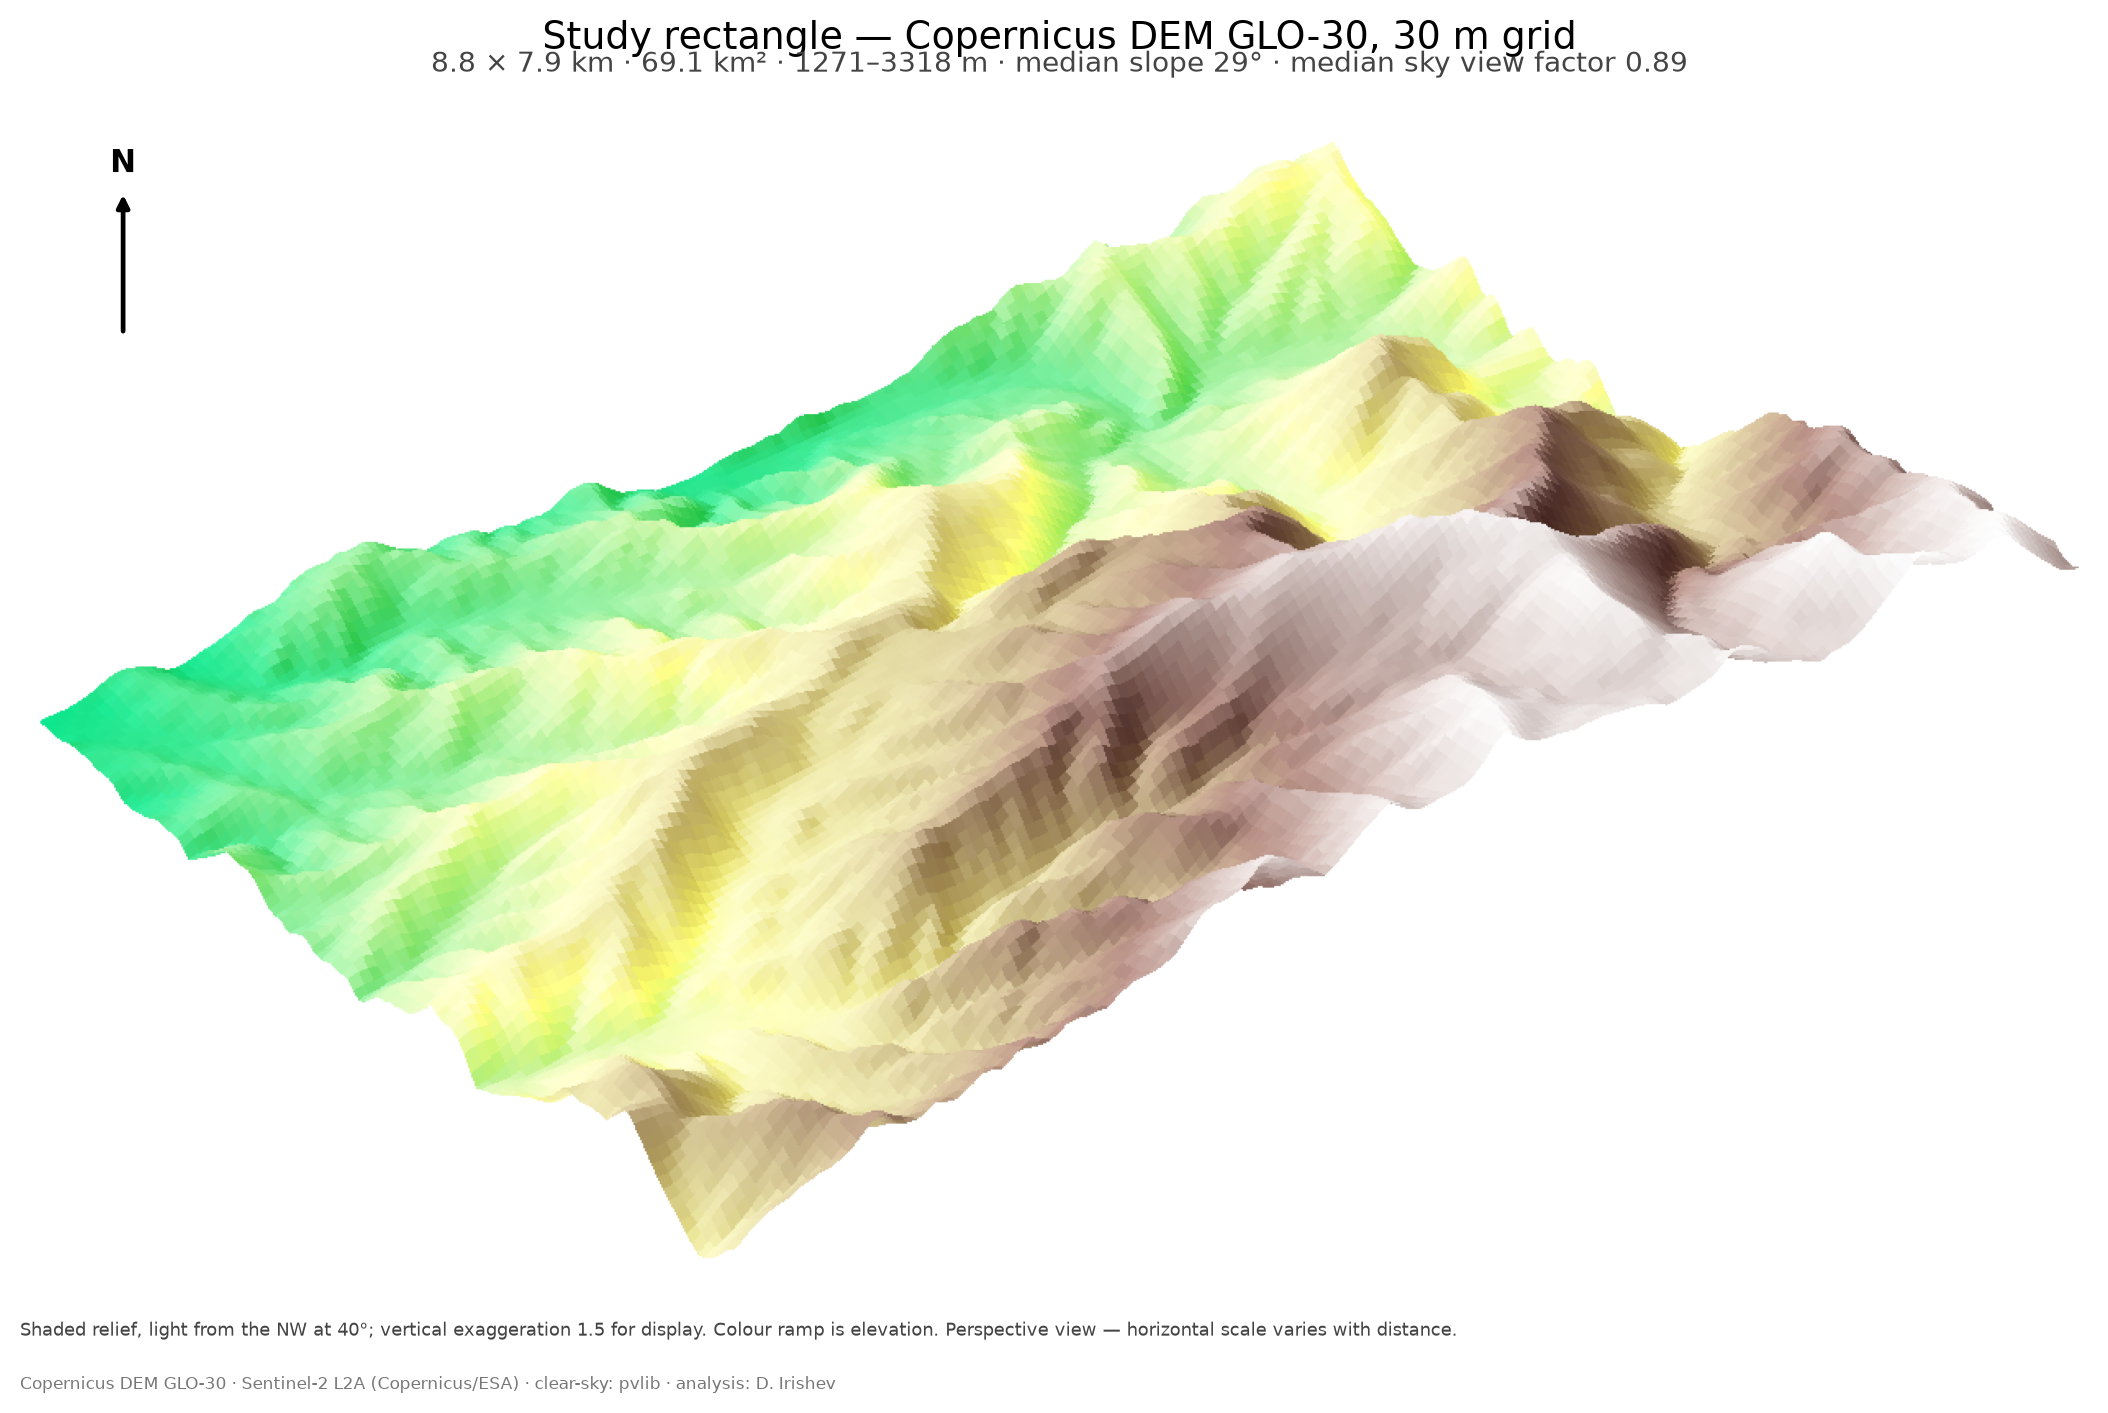 Study rectangle — Copernicus DEM GLO-30, 30 m grid
8.8 × 7.9 km · 69.1 km² · 1271–3318 m · median slope 29° · median sky view factor 0.89
N
Shaded relief, light from the NW at 40°; vertical exaggeration 1.5 for display. Colour ramp is elevation. Perspective view — horizontal scale varies with distance.
Copernicus DEM GLO-30 · Sentinel-2 L2A (Copernicus/ESA) · clear-sky: pvlib · analysis: D. Irishev